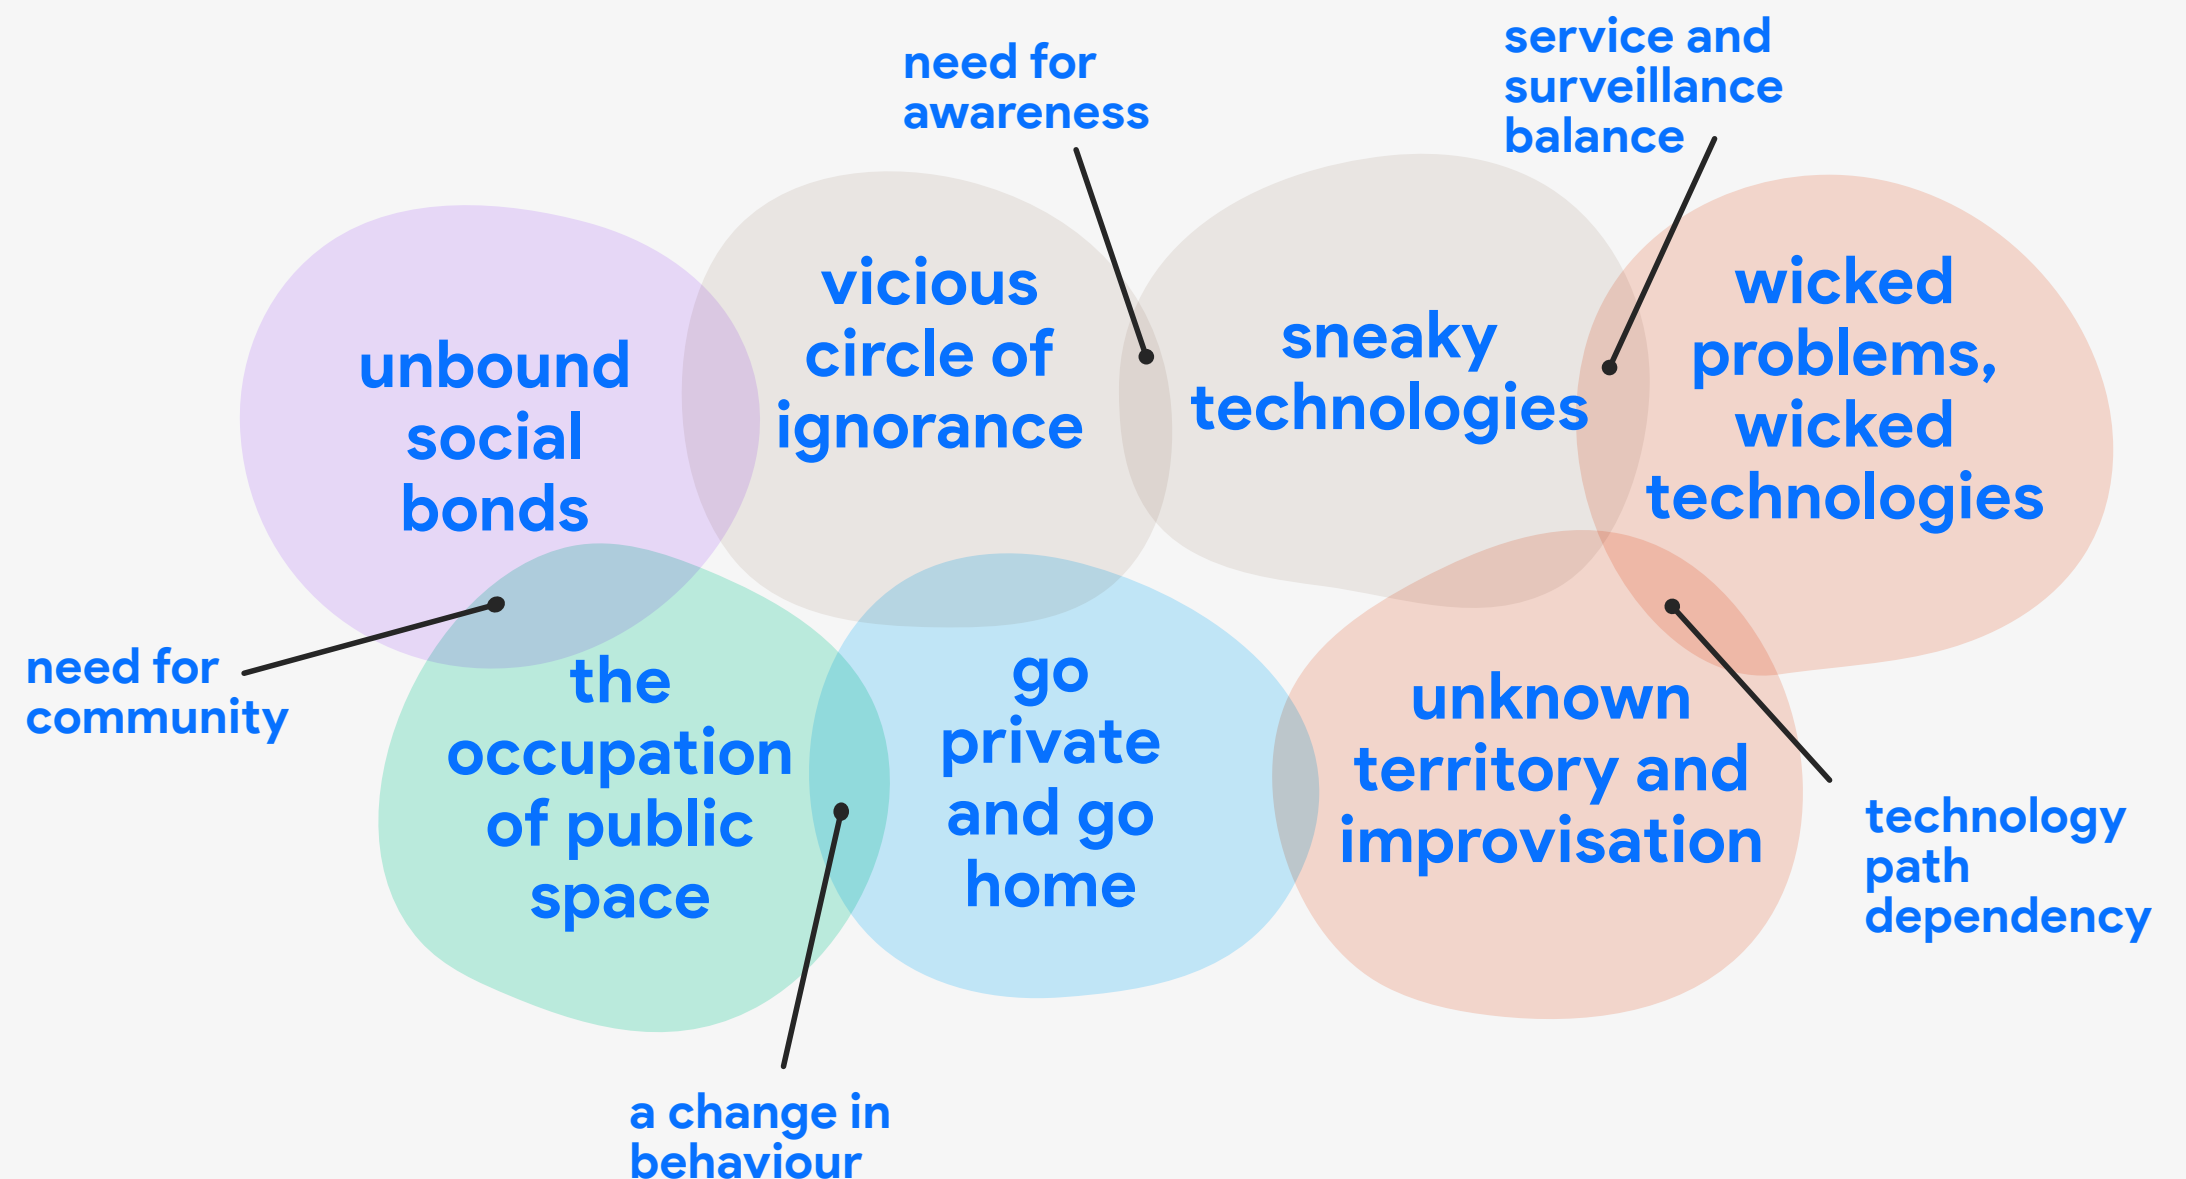 need for
awareness
service and
surveillance
balance
unbound
social
bonds
vicious
circle of
ignorance
sneaky
technologies
wicked
problems,
wicked
technologies
need for
community
the
occupation
of public
space
go
private
and go
home
unknown
territory and
improvisation
technology
path
dependency
a change in
behaviour